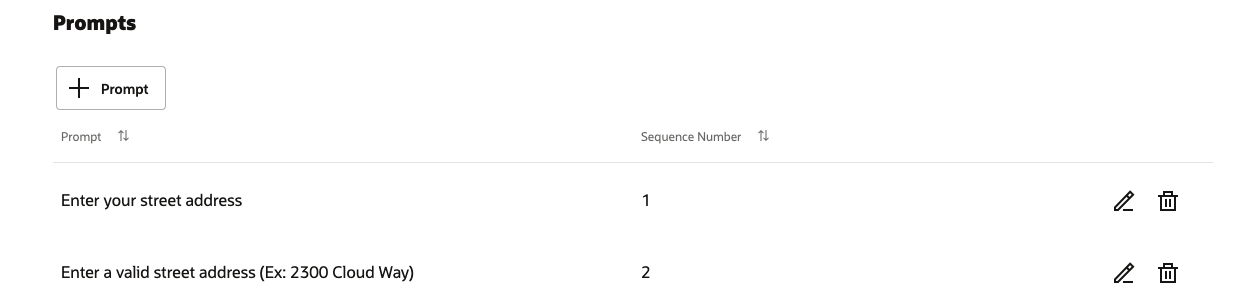 Prompts
Prompt
Prompt Sequence Number
Enter your street address 1
Enter a valid street address (Ex: 2300 Cloud Way) 2